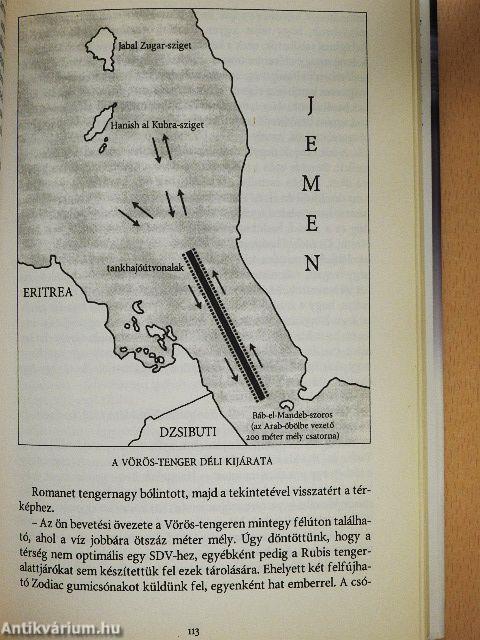 Jabal Zugar-sziget
Hanish al Kubra-sziget
JEMEN
tankhajóútvonalak
ERITREA
Báb-el-Mandeb-szoros
(az Arab-öbölbe vezető
200 méter mély csatorna)
DZSIBUTI
A VÖRÖS-TENGER DÉLI KIJÁRATA
Romanet tengernagy bólintott, majd a tekintetével visszatért a tér-
képhez.
– Az ön bevetési övezete a Vörös-tengeren mintegy félúton találha-
tó, ahol a víz jobbára ötszáz méter mély. Úgy döntöttünk, hogy a
térség nem optimális egy SDV-hez, egyébként pedig a Rubis tenger-
alattjárókat sem készítettük fel ezek tárolására. Ehelyett két felfújha-
tó Zodiac gumicsónakot küldünk fel, egyenként hat emberrel. A csó-
113
Antikvárium.hu